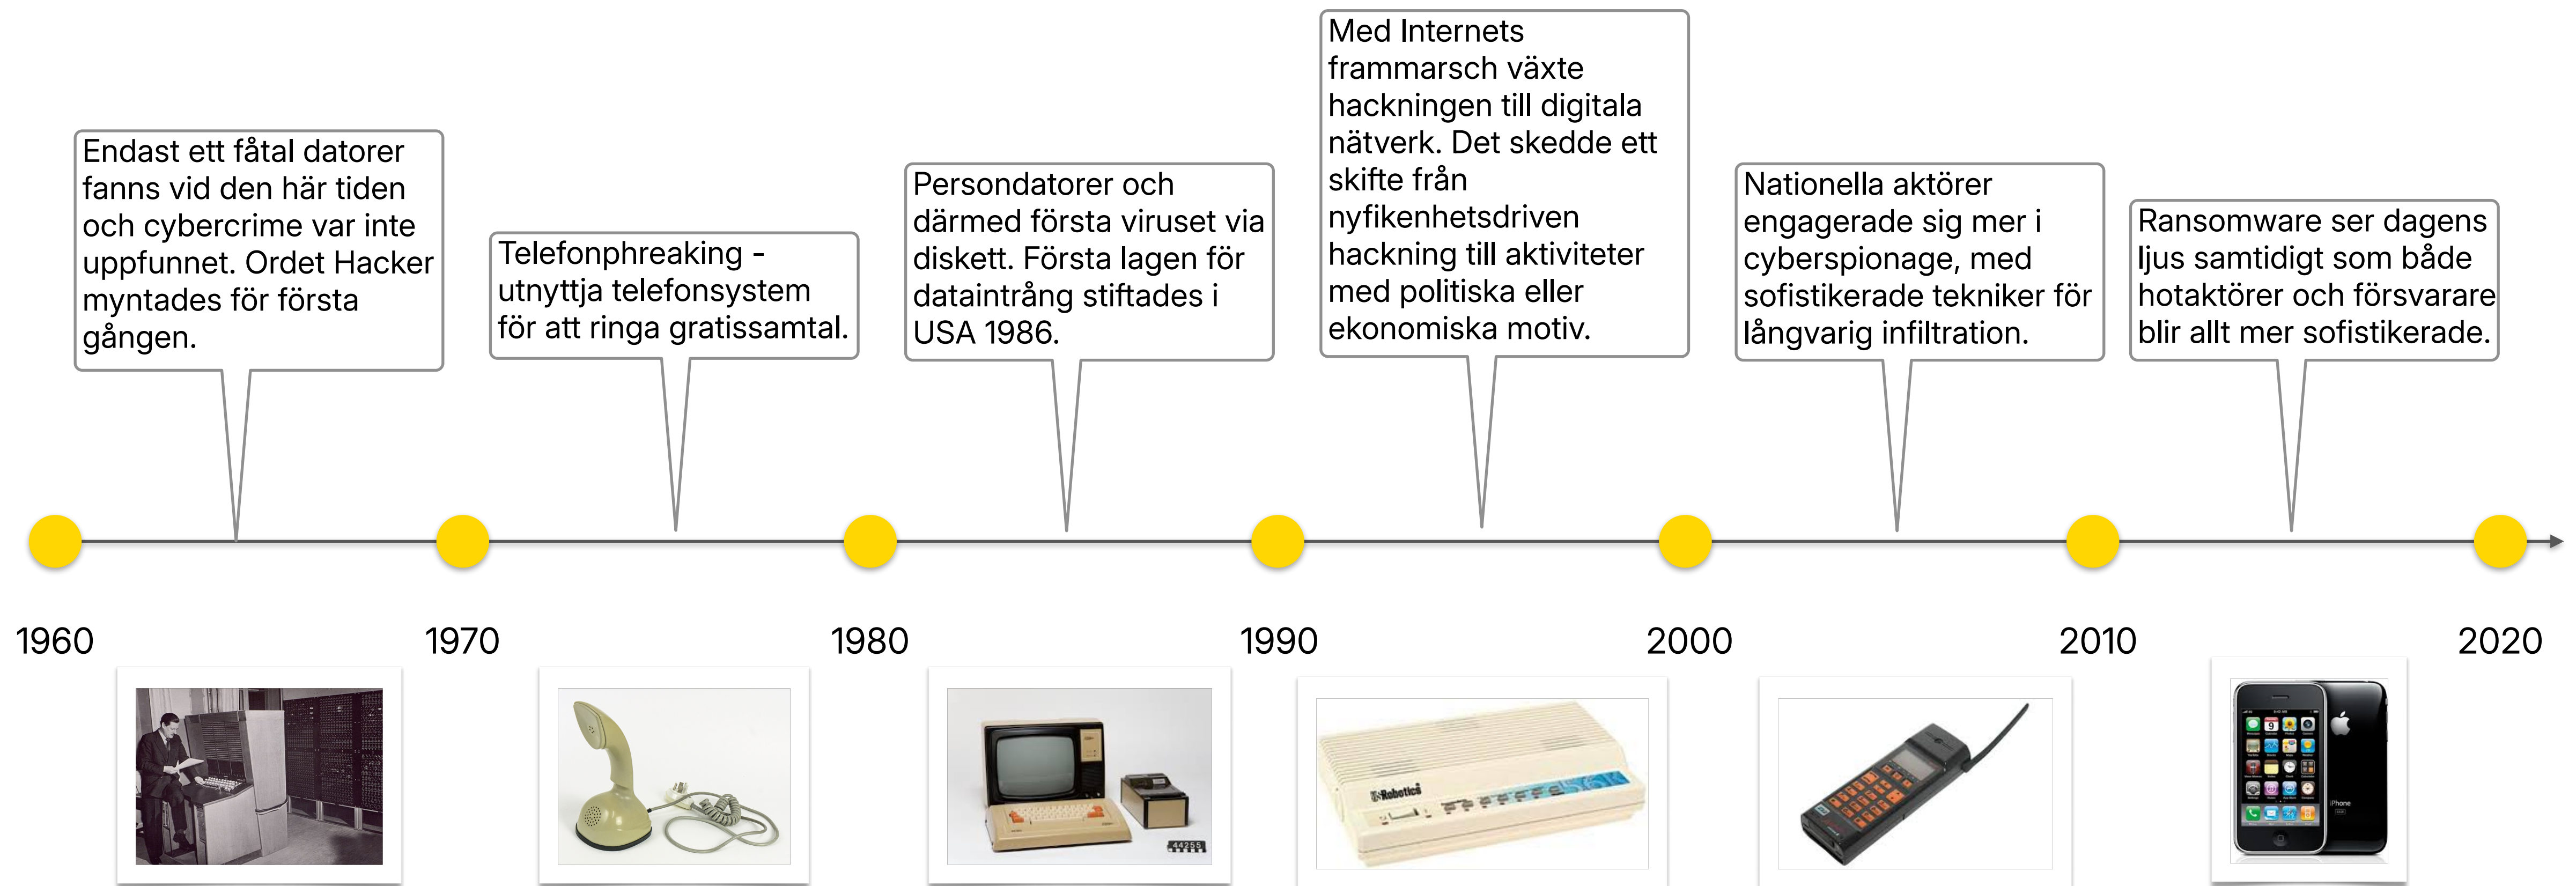 Endast ett fåtal datorer
fanns vid den här tiden
och cybercrime var inte
uppfunnet. Ordet Hacker
myntades för första
gången.
Telefonphreaking -
utnyttja telefonsystem
för att ringa gratissamtal.
Persondatorer och
därmed första viruset via
diskett. Första lagen för
dataintrång stiftades i
USA 1986.
Med Internets
frammarsch växte
hackningen till digitala
nätverk. Det skedde ett
skifte från
nyfikenhetsdriven
hackning till aktiviteter
med politiska eller
ekonomiska motiv.
Nationella aktörer
engagerade sig mer i
cyberspionage, med
sofistikerade tekniker för
långvarig infiltration.
Ransomware ser dagens
ljus samtidigt som både
hotaktörer och försvarare
blir allt mer sofistikerade.
1960
1970
1980
1990
2000
2010
2020
44255
USRobotics
iPhone